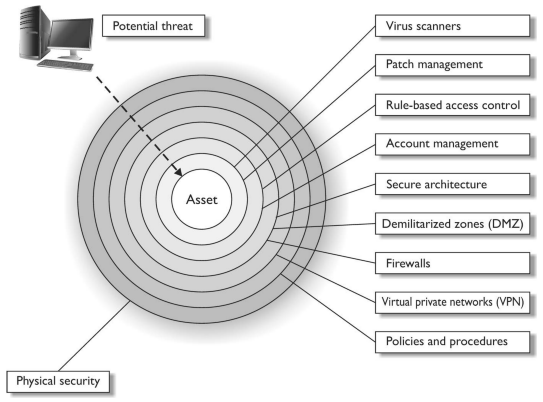 Potential threat
Virus scanners
Patch management
Rule-based access control
Account management
Asset
Secure architecture
Demilitarized zones (DMZ)
Firewalls
Virtual private networks (VPN)
Policies and procedures
Physical security